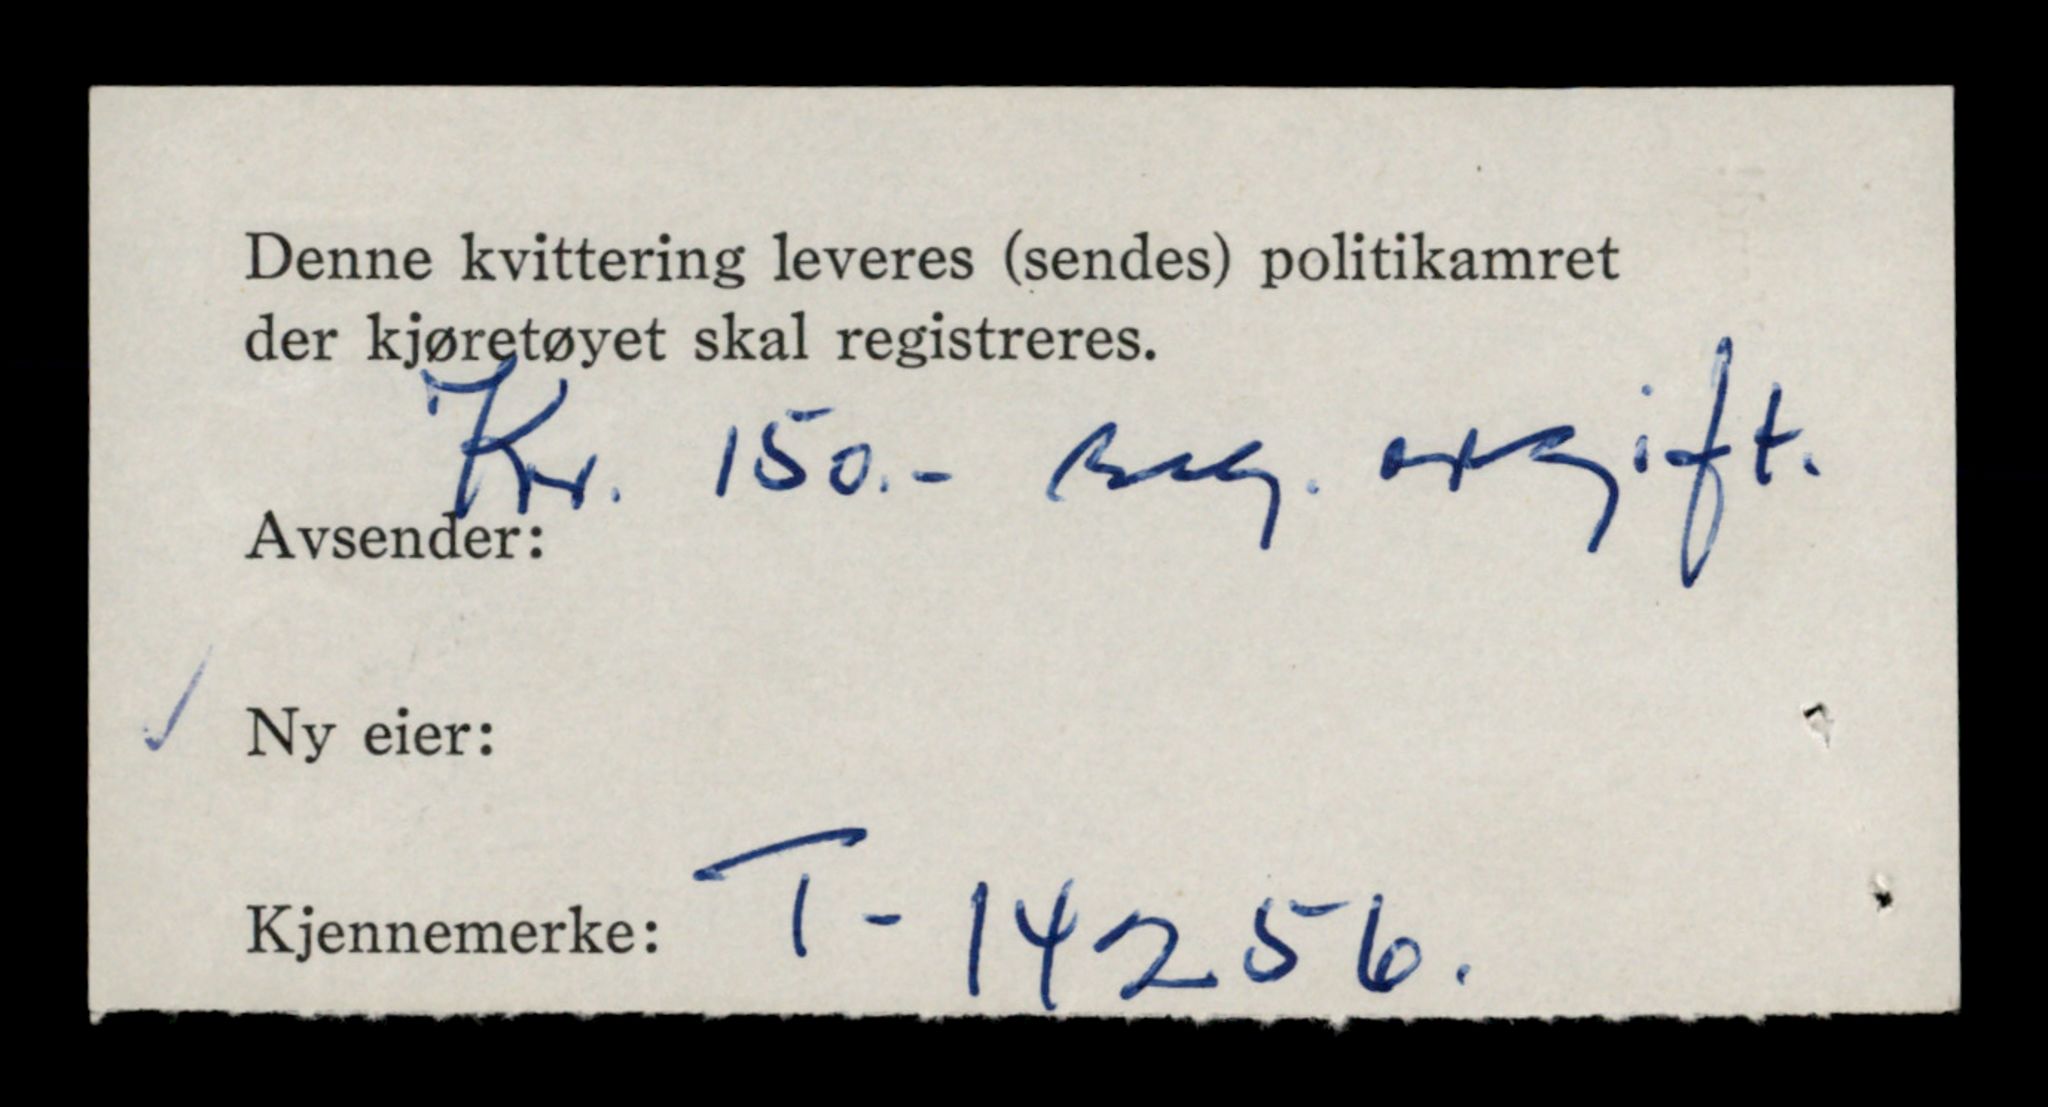 Denne kvittering leveres (sendes) politikamret
der kjøretøyet skal registreres.
Kr. 150.- reg. avgift.
Avsender:
Ny eier:
Kjennemerke: T-14256.